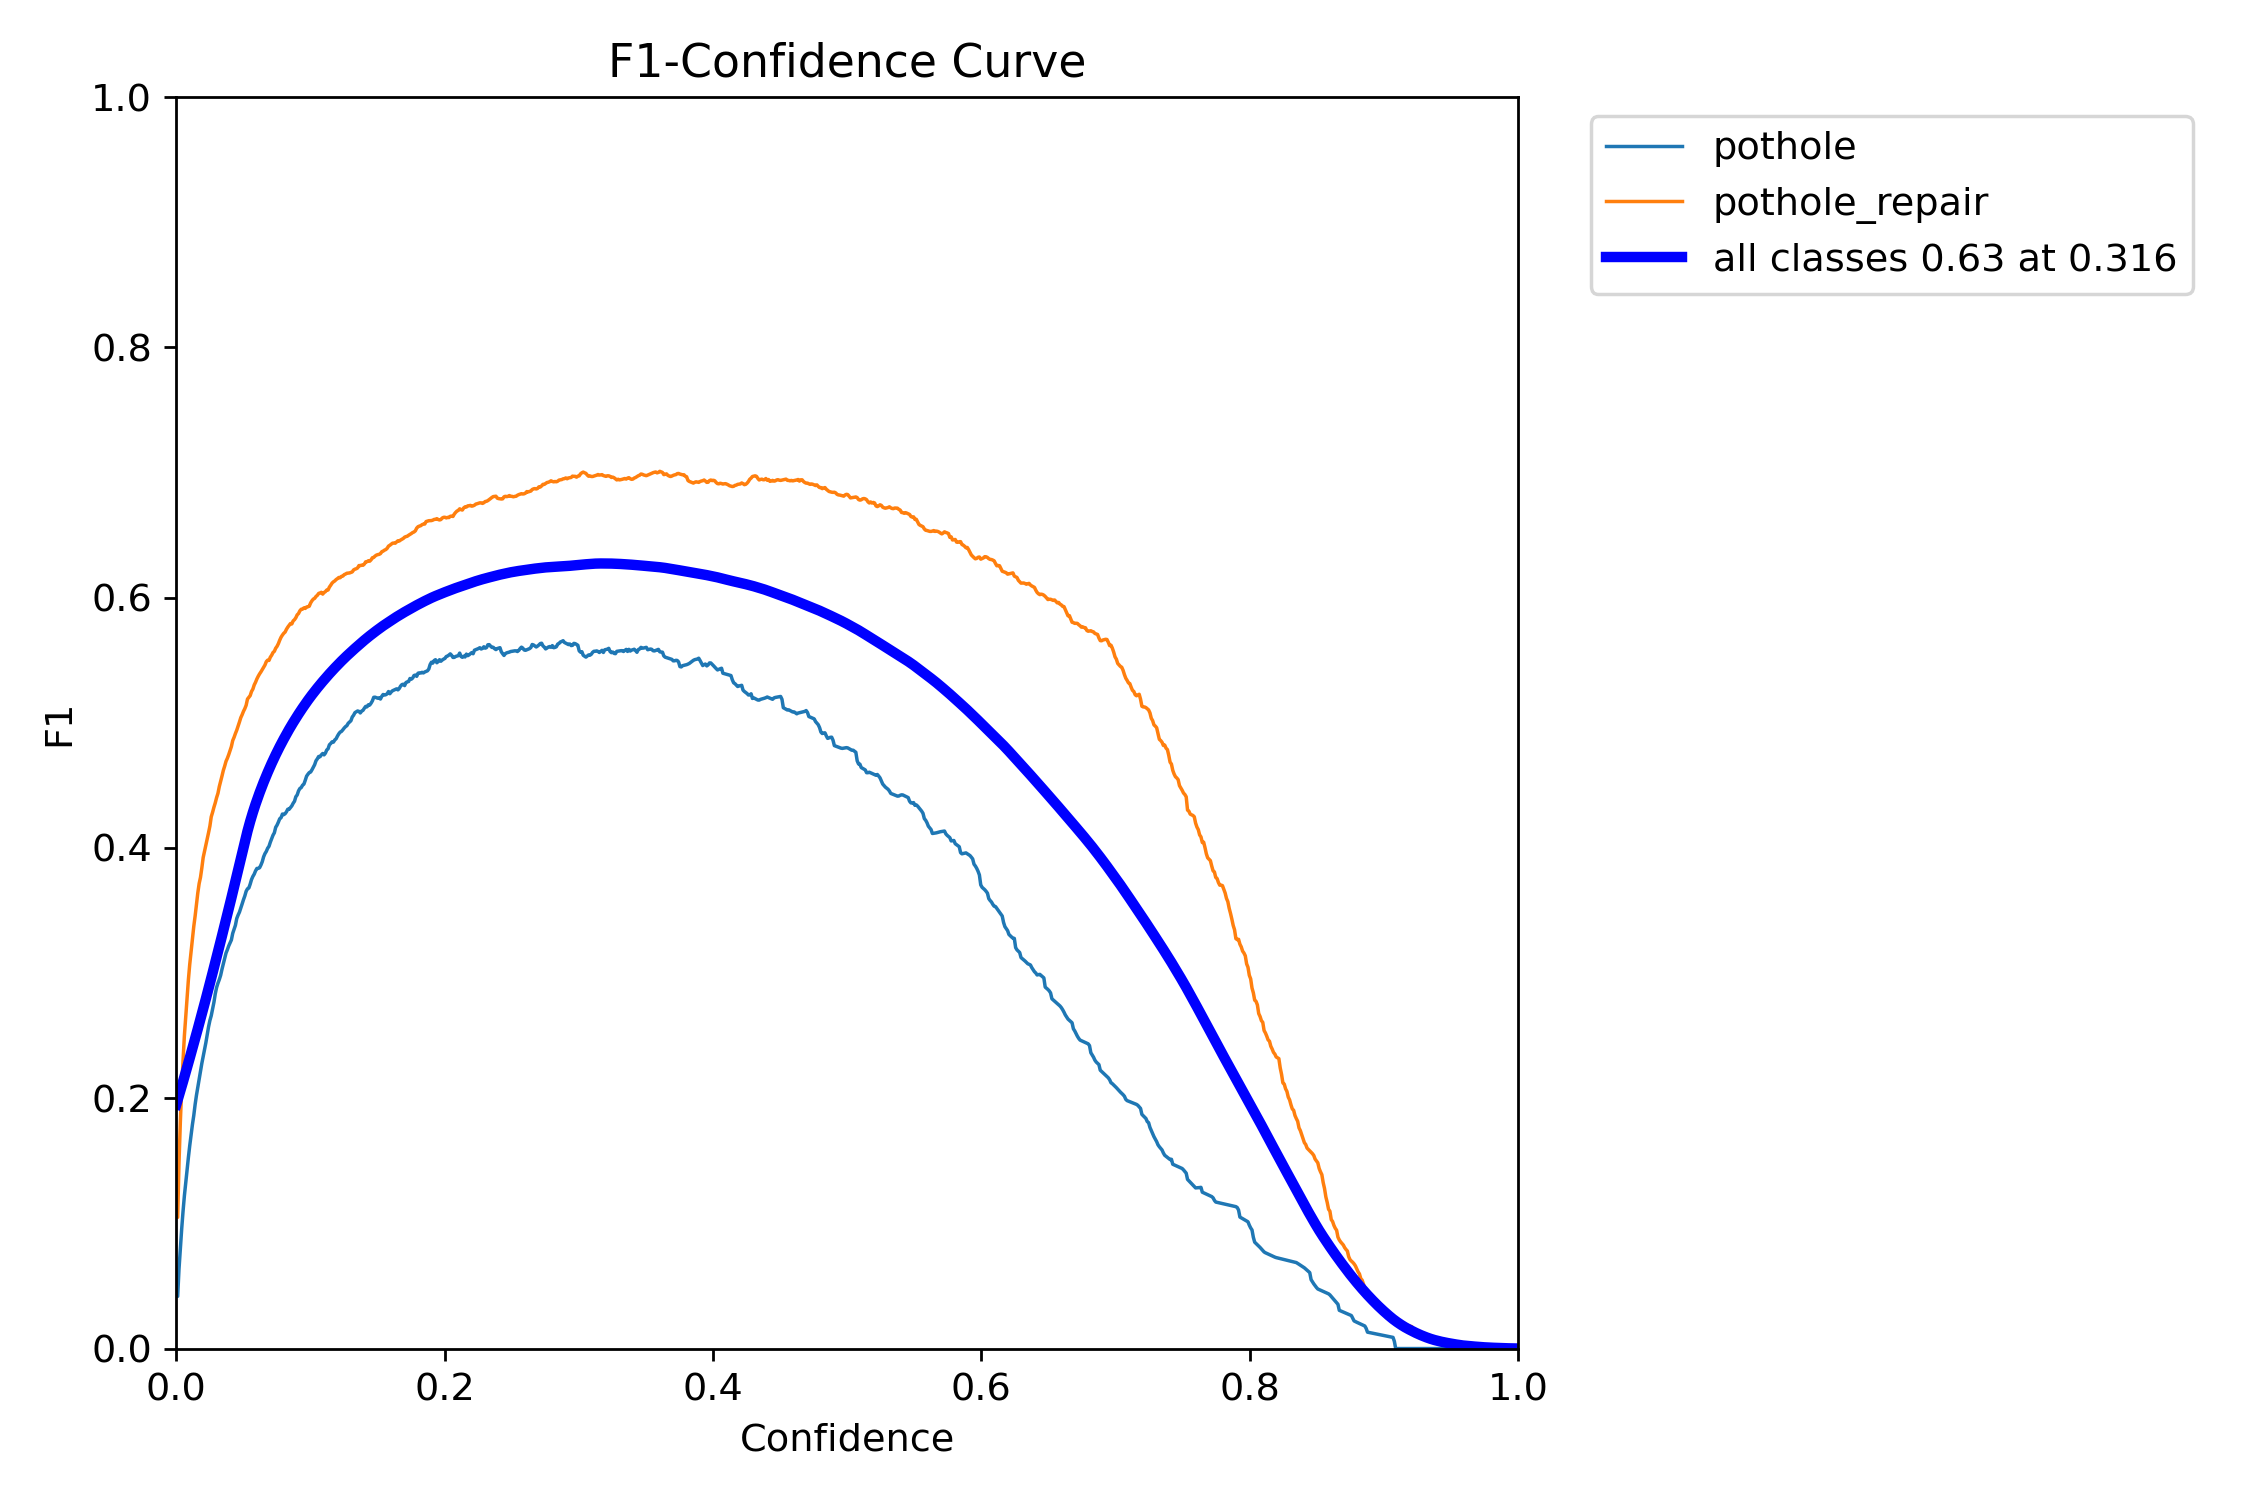 F1-Confidence Curve
1.0
0.8
0.6
0.4
0.2
0.0
F1
0.0 0.2 0.4 0.6 0.8 1.0
Confidence
pothole
pothole_repair
all classes 0.63 at 0.316